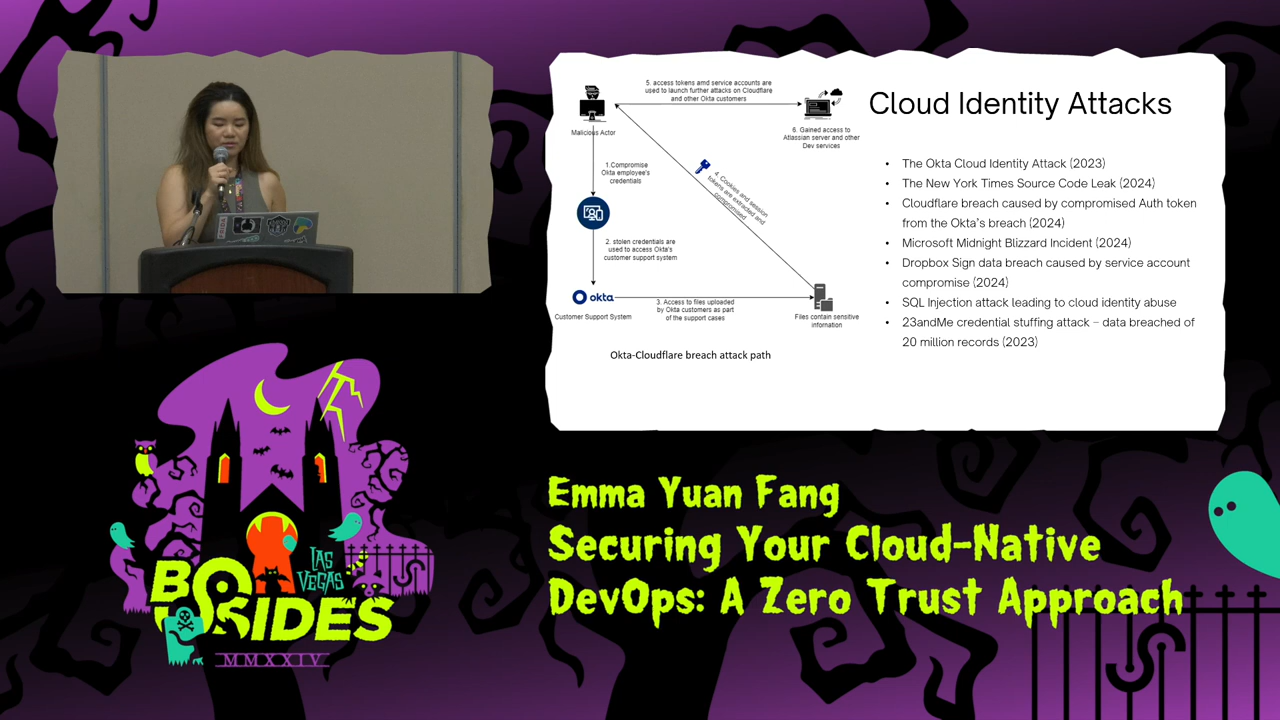 5. access tokens amd service accounts are
used to launch further attacks on Cloudflare
and other Okta customers
Malicious Actor
6. Gained access to
Atlassian server and other
Dev services
1.Compromise
Okta employee's
credentials
4. Cookies and session
tokens are extracted and
compromised
2. stolen credentials are
used to access Okta's
customer support system
okta
Customer Support System
3. Access to files uploaded
by Okta customers as part
of the support cases
Files contain sensitive
infornation
Okta-Cloudflare breach attack path
Cloud Identity Attacks
• The Okta Cloud Identity Attack (2023)
• The New York Times Source Code Leak (2024)
• Cloudflare breach caused by compromised Auth token
from the Okta's breach (2024)
• Microsoft Midnight Blizzard Incident (2024)
• Dropbox Sign data breach caused by service account
compromise (2024)
• SQL Injection attack leading to cloud identity abuse
• 23andMe credential stuffing attack – data breached of
20 million records (2023)
BSIDES
LAS
VEGAS
MMXXIV
Emma Yuan Fang
Securing Your Cloud-Native
DevOps: A Zero Trust Approach